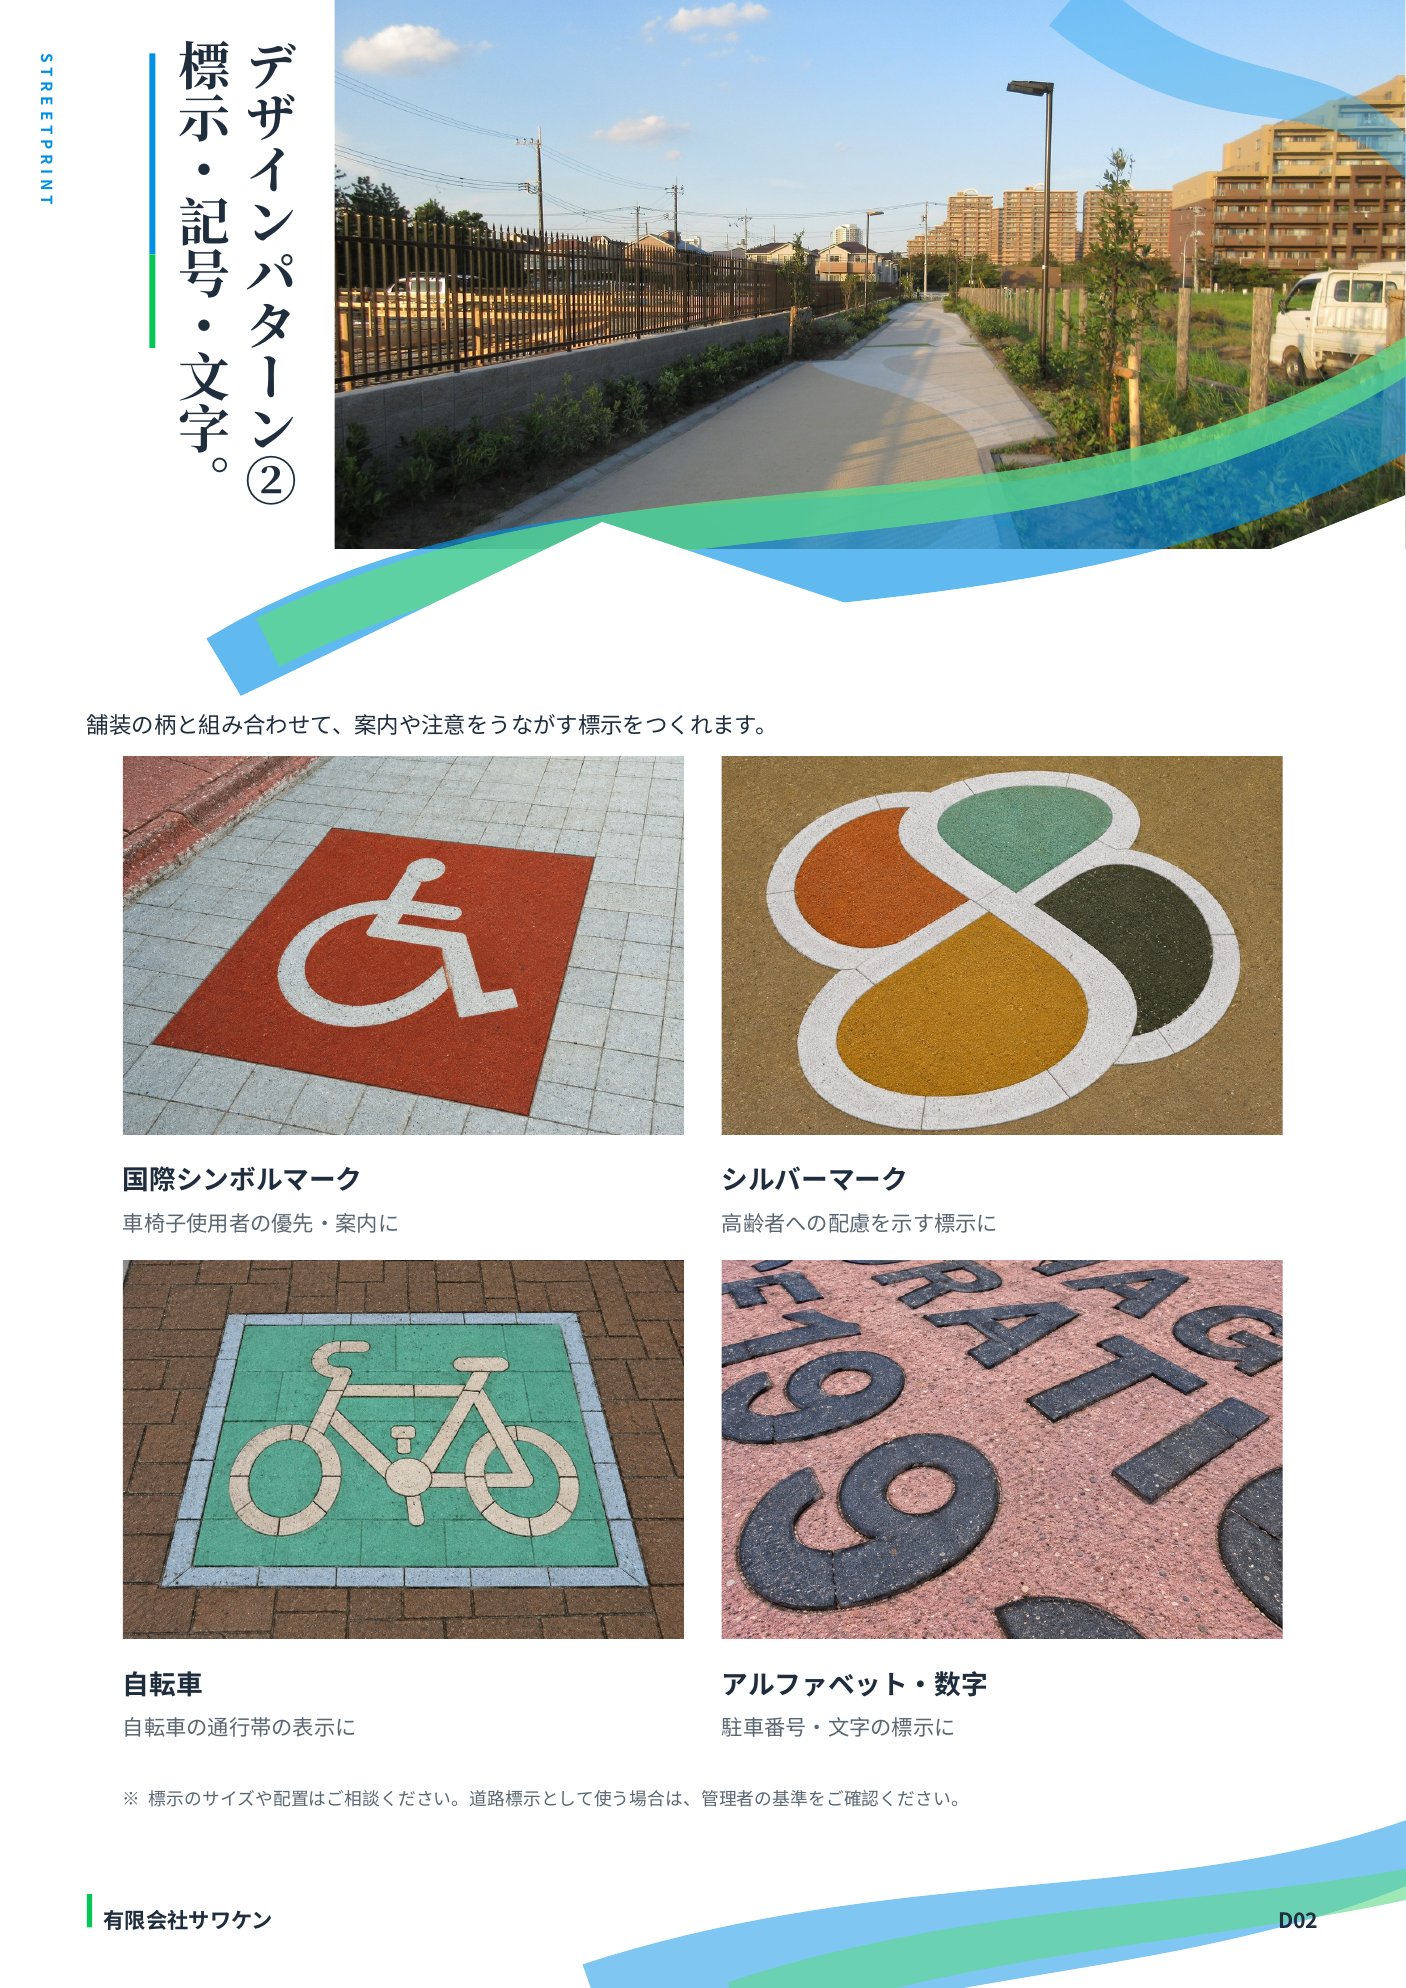 STREETPRINT
デザインパターン②
標示・記号・文字。
舗装の柄と組み合わせて、案内や注意をうながす標示をつくれます。
国際シンボルマーク
車椅子使用者の優先・案内に
シルバーマーク
高齢者への配慮を示す標示に
RAG
E
RATI
19
9
自転車
自転車の通行帯の表示に
アルファベット・数字
駐車番号・文字の標示に
※ 標示のサイズや配置はご相談ください。道路標示として使う場合は、管理者の基準をご確認ください。
有限会社サワケン
D02